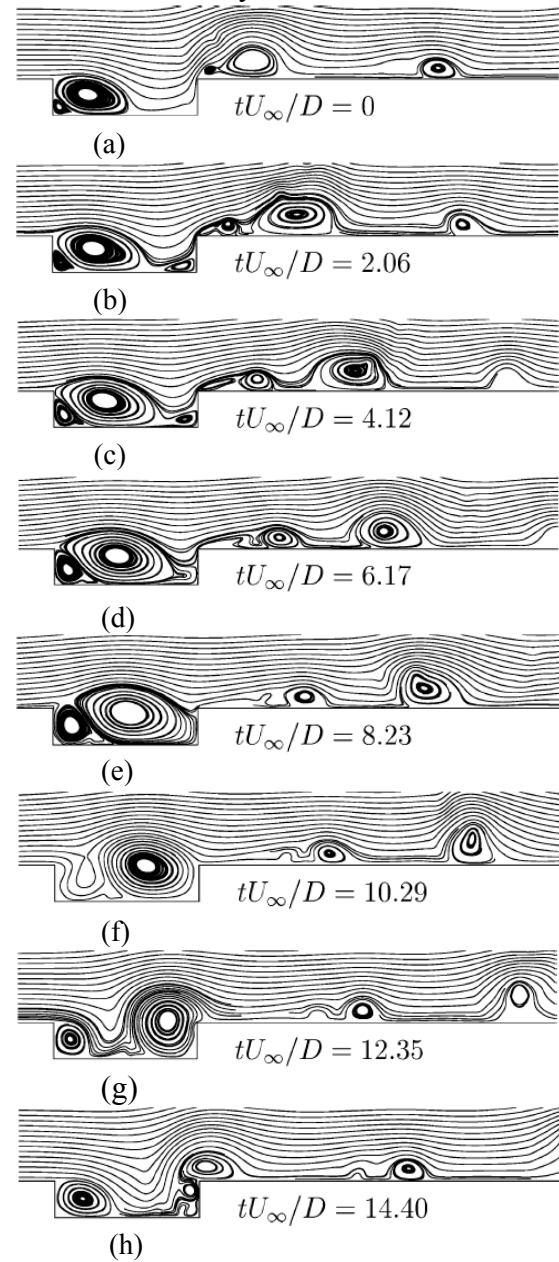 tU∞/D = 0
(a)
tU∞/D = 2.06
(b)
tU∞/D = 4.12
(c)
tU∞/D = 6.17
(d)
tU∞/D = 8.23
(e)
tU∞/D = 10.29
(f)
tU∞/D = 12.35
(g)
tU∞/D = 14.40
(h)